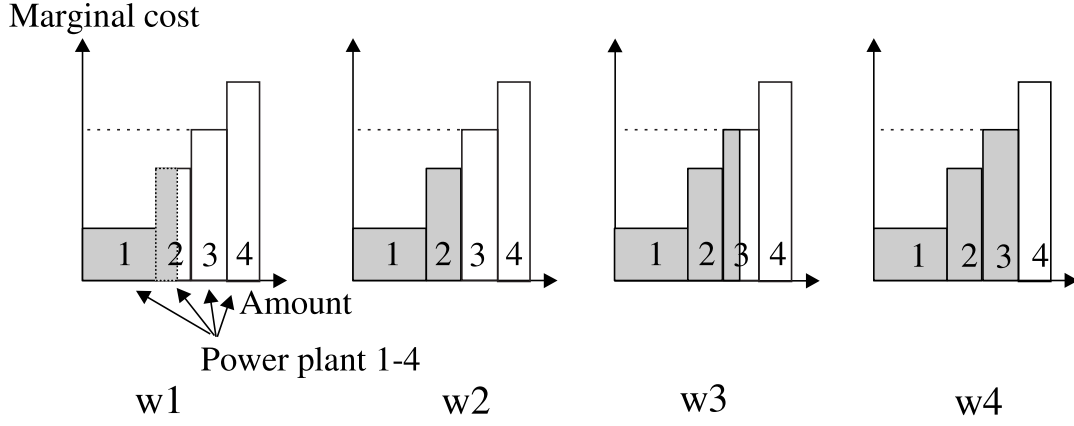 Marginal cost
1 2 3 4 1 2 3 4 1 2 3 4 1 2 3 4
Amount
Power plant 1-4
w1 w2 w3 w4